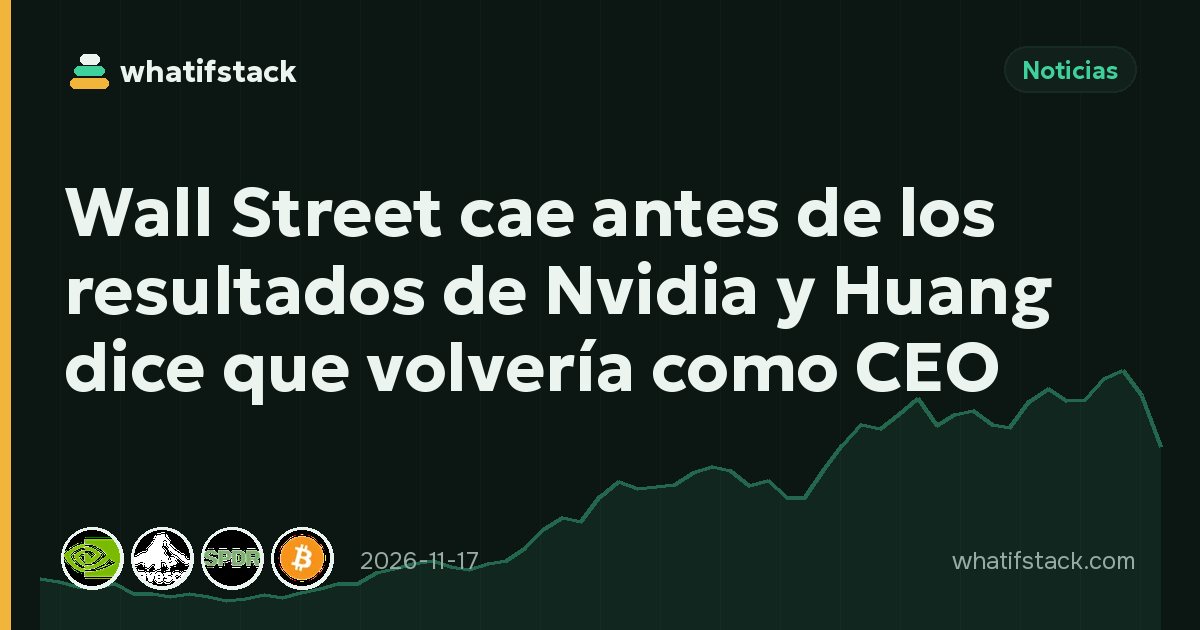 whatifstack
Noticias
Wall Street cae antes de los
resultados de Nvidia y Huang
dice que volvería como CEO
SPDR
2026-11-17
whatifstack.com